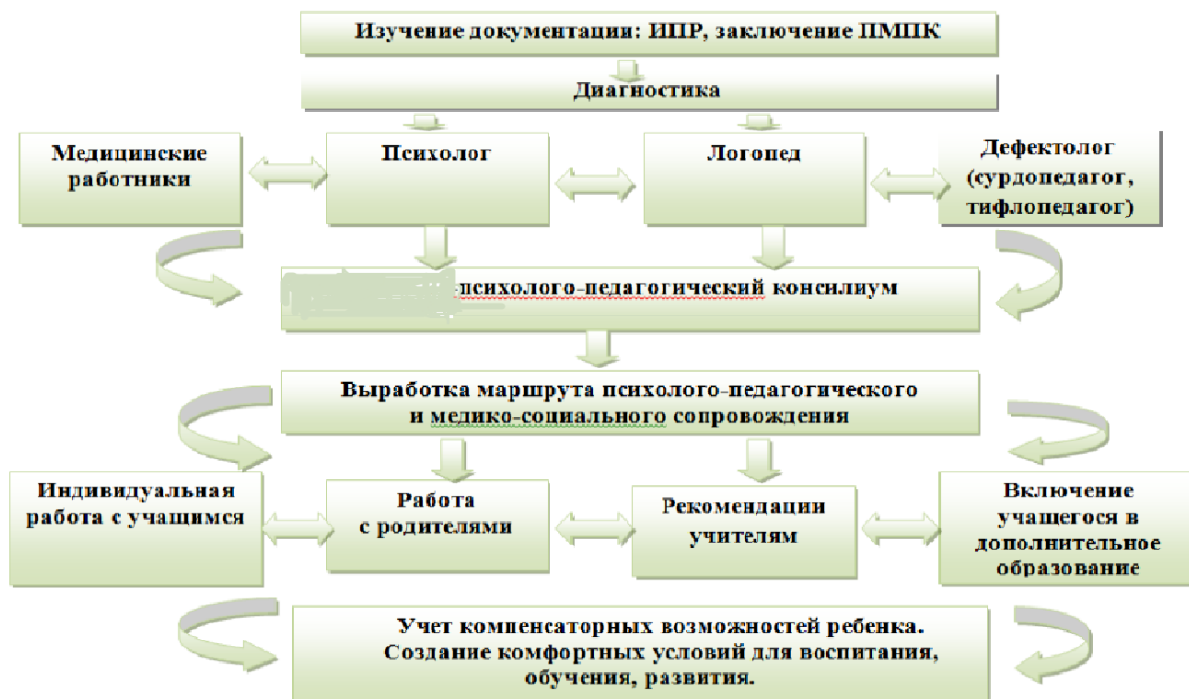 Изучение документации: ИПР, заключение ПМПК
Диагностика
Медицинские
работники
Психолог
Логопед
Дефектолог
(сурдопедагог,
тифлопедагог)
-психолого-педагогический консилиум
Выработка маршрута психолого-педагогического
и медико-социального сопровождения
Индивидуальная
работа с учащимся
Работа
с родителями
Рекомендации
учителям
Включение
учащегося в
дополнительное
образование
Учет компенсаторных возможностей ребенка.
Создание комфортных условий для воспитания,
обучения, развития.